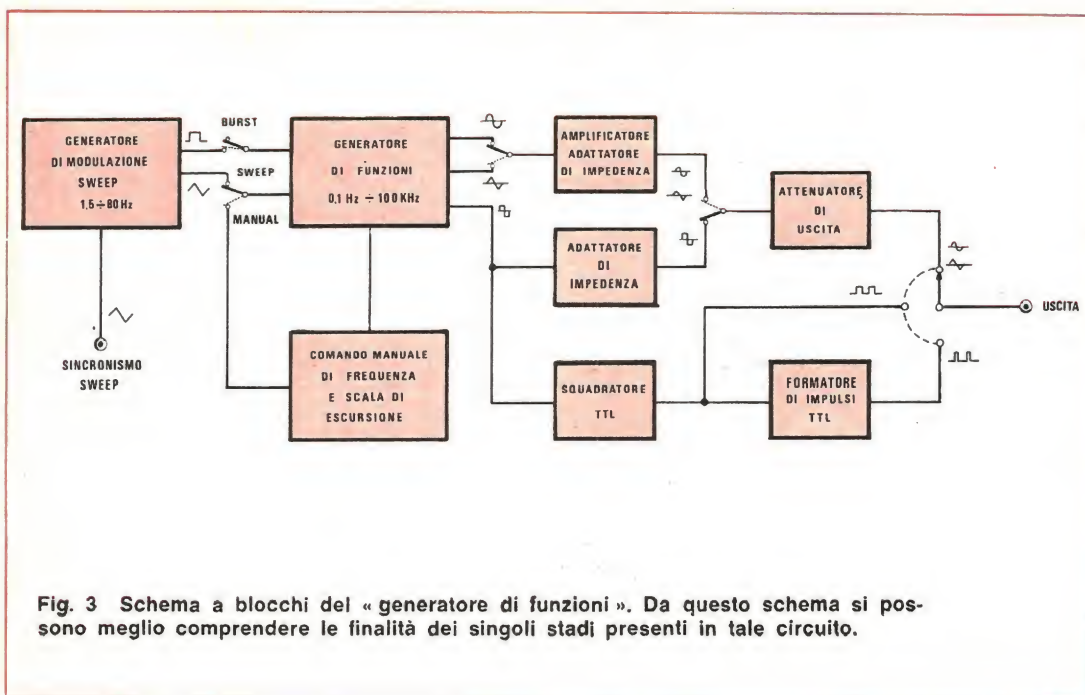 GENERATORE
DI MODULAZIONE
SWEEP
1,5÷80Hz
BURST
SWEEP
MANUAL
GENERATORE
DI FUNZIONI
0,1 Hz ÷ 100 KHz
AMPLIFICATORE
ADATTATORE
DI IMPEDENZA
ADATTATORE
DI
IMPEDENZA
ATTENUATORE
DI
USCITA
USCITA
SINCRONISMO
SWEEP
COMANDO MANUALE
DI FREQUENZA
E SCALA DI
ESCURSIONE
SQUADRATORE
TTL
FORMATORE
DI IMPULSI
TTL
Fig. 3 Schema a blocchi del « generatore di funzioni ». Da questo schema si pos-
sono meglio comprendere le finalità dei singoli stadi presenti in tale circuito.